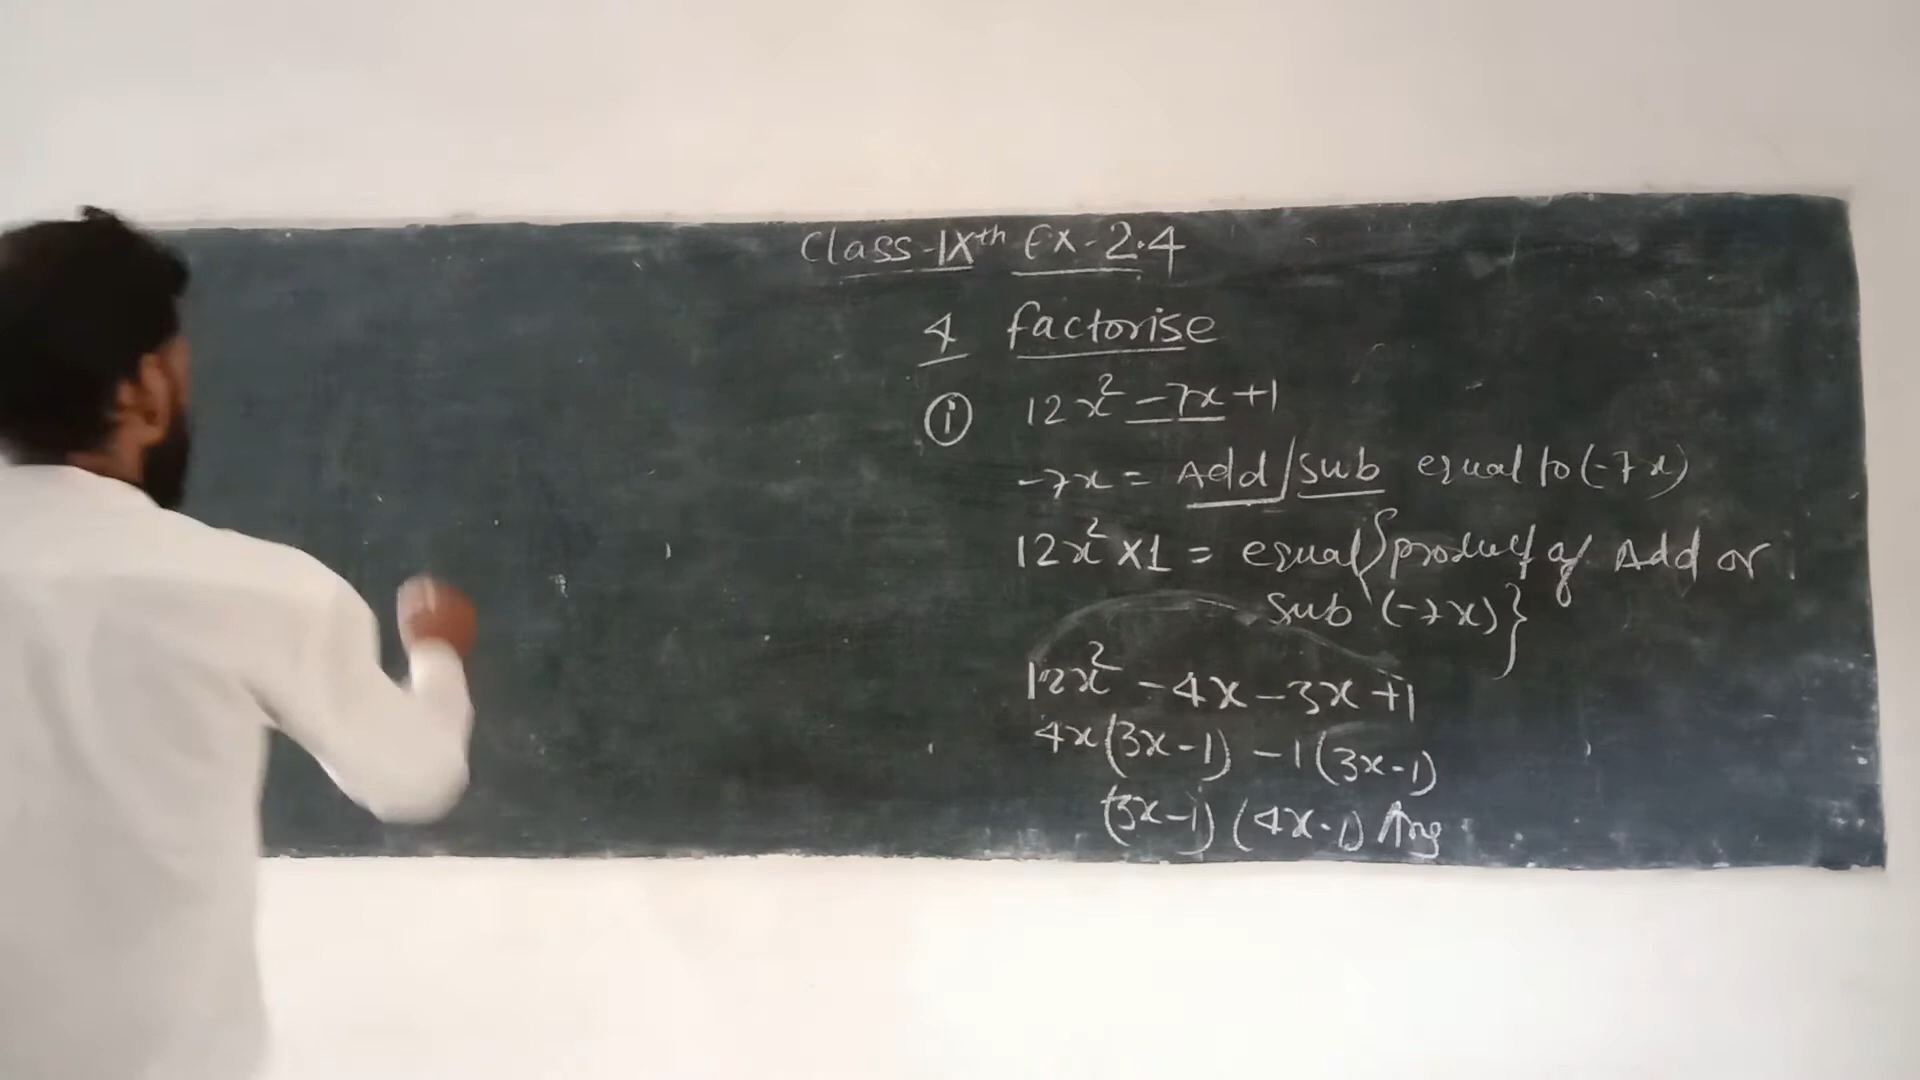 Class-IXth Ex-2.4
4 factorise
(i) 12x² -7x +1
-7x = Add/Sub equal to (-7x)
12x² ×1 = equal {product of Add or
Sub (-7x)}
12x² -4x -3x +1
4x(3x-1) -1(3x-1)
(3x-1) (4x-1) Ans